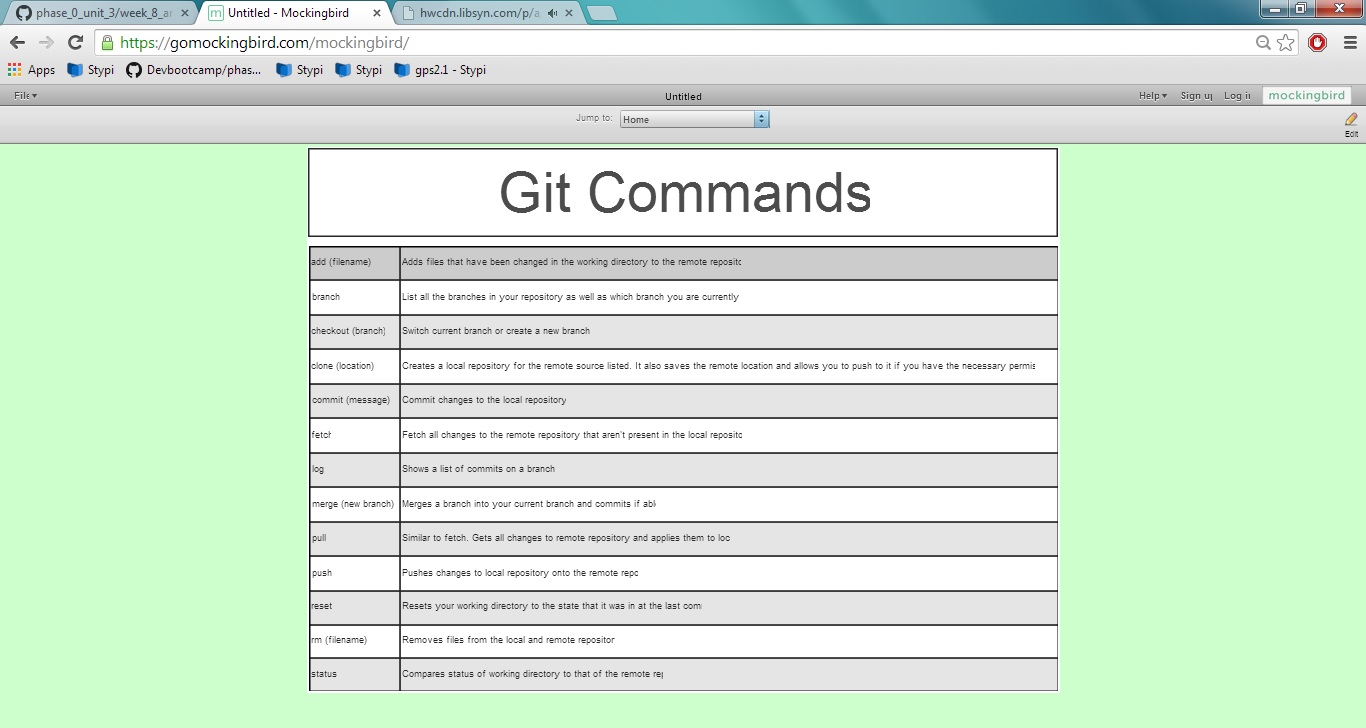 phase_0_unit_3/week_8_ar
Untitled - Mockingbird
hwcdn.libsyn.com/p/a
https://gomockingbird.com/mockingbird/
Apps Stypi Devbootcamp/phas... Stypi Stypi gps2.1 - Stypi
File Untitled Help Sign up Log in mockingbird
Jump to: Home
Edit
Git Commands
add (filename) Adds files that have been changed in the working directory to the remote reposito
branch List all the branches in your repository as well as which branch you are currently
checkout (branch) Switch current branch or create a new branch
clone (location) Creates a local repository for the remote source listed. It also saves the remote location and allows you to push to it if you have the necessary permis
commit (message) Commit changes to the local repository
fetch Fetch all changes to the remote repository that aren't present in the local reposito
log Shows a list of commits on a branch
merge (new branch) Merges a branch into your current branch and commits if able
pull Similar to fetch. Gets all changes to remote repository and applies them to loc
push Pushes changes to local repository onto the remote repo
reset Resets your working directory to the state that it was in at the last com
rm (filename) Removes files from the local and remote repositor
status Compares status of working directory to that of the remote rep